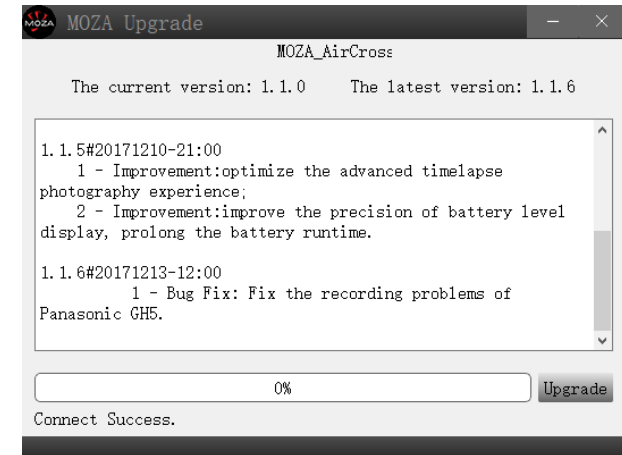 MOZA MOZA Upgrade
MOZA_AirCross
The current version: 1.1.0 The latest version: 1.1.6
1.1.5#20171210-21:00
1 - Improvement:optimize the advanced timelapse
photography experience;
2 - Improvement:improve the precision of battery level
display, prolong the battery runtime.
1.1.6#20171213-12:00
1 - Bug Fix: Fix the recording problems of
Panasonic GH5.
0% Upgrade
Connect Success.